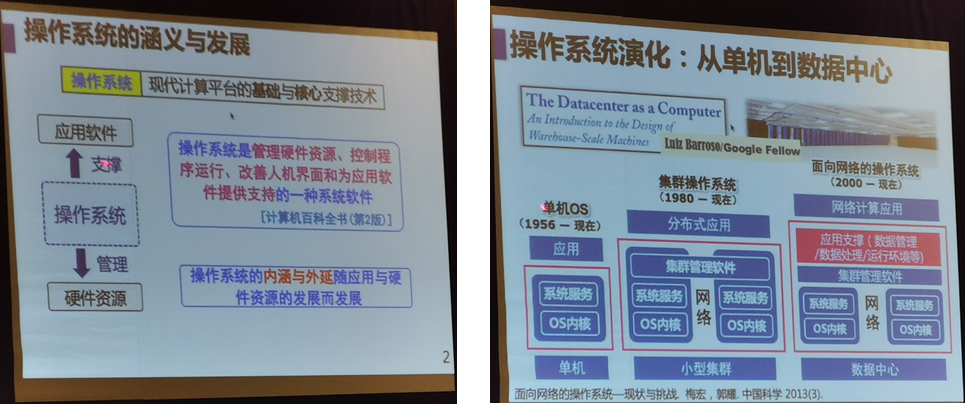 操作系统的涵义与发展
操作系统 现代计算平台的基础与核心支撑技术
应用软件
支撑
操作系统
管理
硬件资源
操作系统是管理硬件资源、控制程
序运行、改善人机界面和为应用软
件提供支持的一种系统软件
[计算机百科全书(第2版)]
操作系统的内涵与外延随应用与硬
件资源的发展而发展
2
操作系统演化：从单机到数据中心
The Datacenter as a Computer
An Introduction to the Design of
Warehouse-Scale Machines
Luiz Barroso/Google Fellow
单机OS
(1956 — 现在)
应用
系统服务
OS内核
单机
集群操作系统
(1980 — 现在)
分布式应用
集群管理软件
系统服务
OS内核
网络
系统服务
OS内核
小型集群
面向网络的操作系统
(2000 — 现在)
网络计算应用
应用支撑（数据管理
/数据处理/运行环境等)
集群管理软件
系统服务
OS内核
网络
系统服务
OS内核
数据中心
面向网络的操作系统—现状与挑战. 梅宏，郭耀. 中国科学 2013(3).